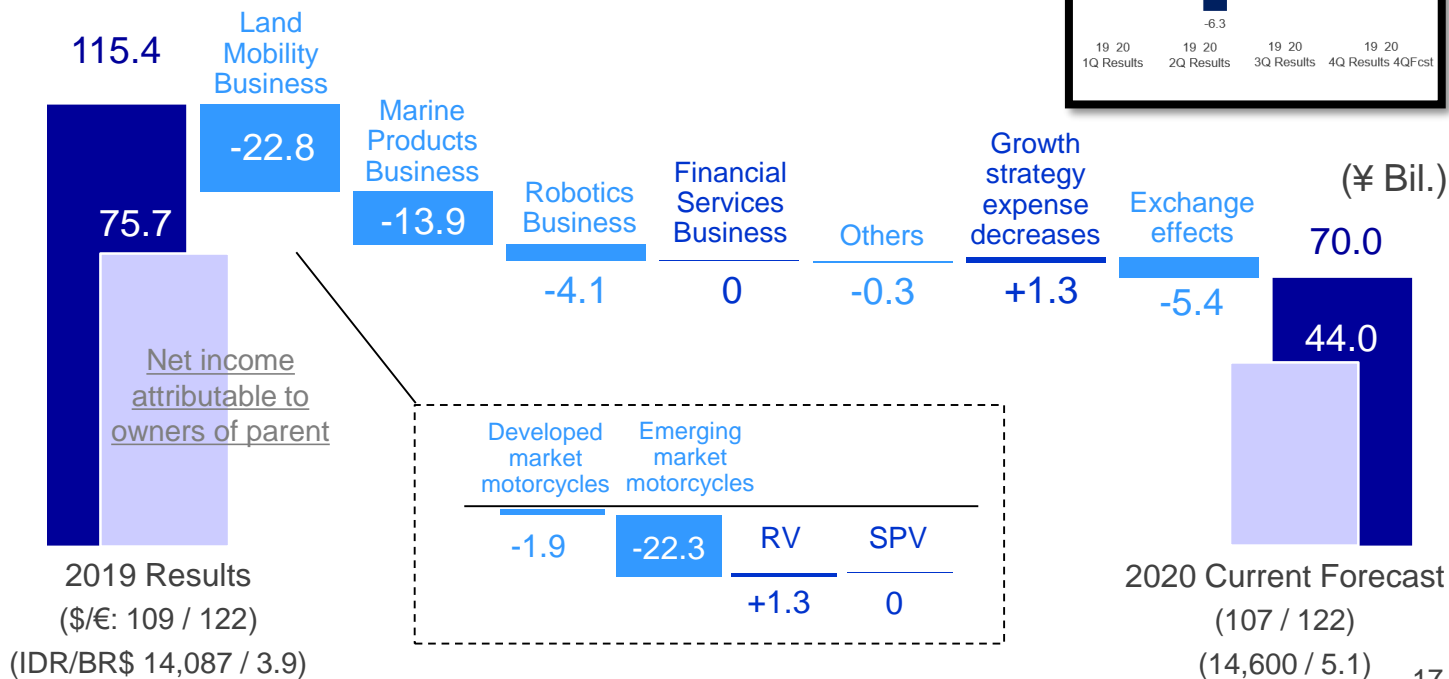 -6.3
19 20
1Q Results
19 20
2Q Results
19 20
3Q Results
19 20
4Q Results 4QFcst
(¥ Bil.)
115.4
75.7
Net income
attributable to
owners of parent
Land
Mobility
Business
-22.8
Marine
Products
Business
-13.9
Robotics
Business
-4.1
Financial
Services
Business
0
Others
-0.3
Growth
strategy
expense
decreases
+1.3
Exchange
effects
-5.4
70.0
44.0
Developed
market
motorcycles
-1.9
Emerging
market
motorcycles
-22.3
RV
+1.3
SPV
0
2019 Results
($/€: 109 / 122)
(IDR/BR$ 14,087 / 3.9)
2020 Current Forecast
(107 / 122)
(14,600 / 5.1)
17